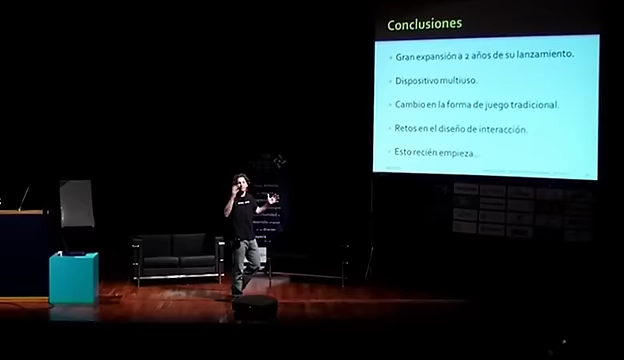 Conclusiones
Gran expansión a 2 años de su lanzamiento.
Dispositivo multiuso.
Cambio en la forma de juego tradicional.
Retos en el diseño de interacción.
Esto recién empieza...